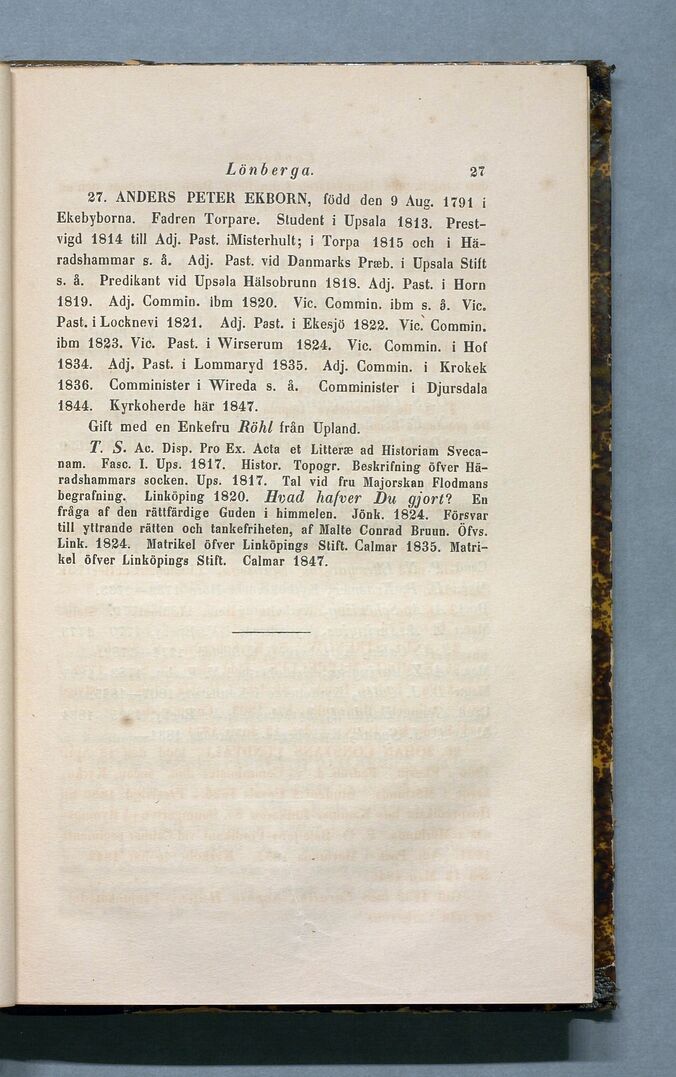 Lönberga. 27
27. ANDERS PETER EKBORN, född den 9 Aug. 1791 i
Ekebyborna. Fadren Torpare. Student i Upsala 1813. Prest-
vigd 1814 till Adj. Past. iMisterhult; i Torpa 1815 och i Hä-
radshammar s. å. Adj. Past. vid Danmarks Præb. i Upsala Stift
s. å. Predikant vid Upsala Hälsobrunn 1818. Adj. Past. i Horn
1819. Adj. Commin. ibm 1820. Vic. Commin. ibm s. å. Vic.
Past. i Locknevi 1821. Adj. Past. i Ekesjö 1822. Vic. Commin.
ibm 1823. Vic. Past. i Wirserum 1824. Vic. Commin. i Hof
1834. Adj. Past. i Lommaryd 1835. Adj. Commin. i Krokek
1836. Comminister i Wireda s. å. Comminister i Djursdala
1844. Kyrkoherde här 1847.
Gift med en Enkefru Röhl från Upland.
T. S. Ac. Disp. Pro Ex. Acta et Litteræ ad Historiam Sveca-
nam. Fasc. I. Ups. 1817. Histor. Topogr. Beskrifning öfver Hä-
radshammars socken. Ups. 1817. Tal vid fru Majorskan Flodmans
begrafning. Linköping 1820. Hvad hafver Du gjort? En
fråga af den rättfärdige Guden i himmelen. Jönk. 1824. Försvar
till yttrande rätten och tankefriheten, af Malte Conrad Bruun. Öfvs.
Link. 1824. Matrikel öfver Linköpings Stift. Calmar 1835. Matri-
kel öfver Linköpings Stift. Calmar 1847.